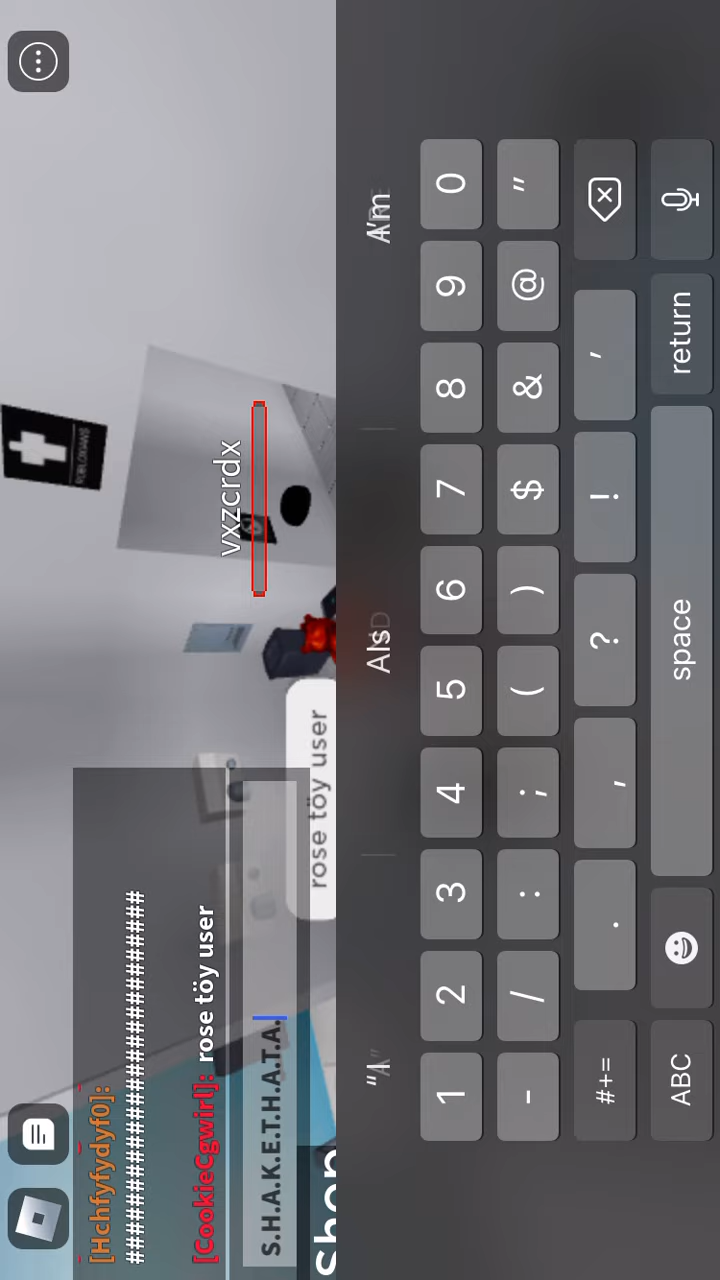 ROBLOXIANS
vxzcrdx
rose töy user
[Hchfyfydyf0]:
####################################
[CookieCgwirl]: rose töy user
S.H.A.K.E.T.H.A.T.A.
Shop
"A"
Als
A'm
1 2 3 4 5 6 7 8 9 0
- / : ; ( ) $ & @ "
#+= . , ? ! '
ABC space return